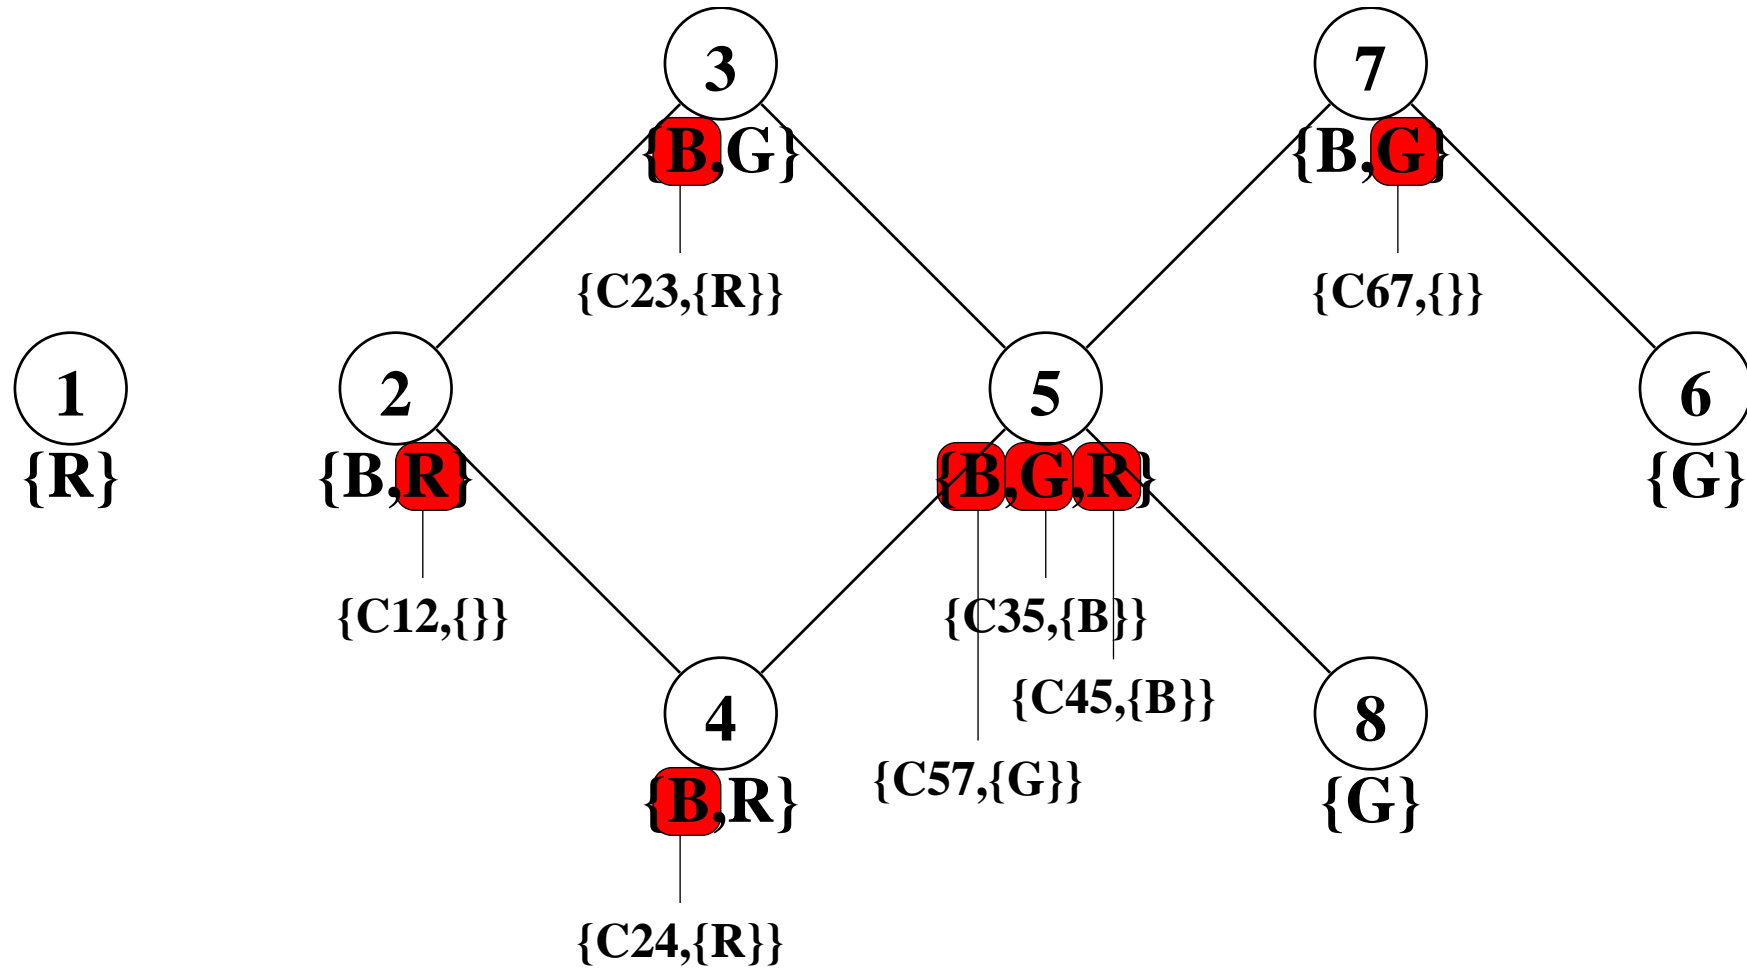 3 7
{B,G} {B,G}
{C23,{R}} {C67,{}}
1 2 5 6
{R} {B,R} {B,G,R} {G}
{C12,{}} {C35,{B}}
{C45,{B}}
4 8
{C57,{G}}
{B,R} {G}
{C24,{R}}